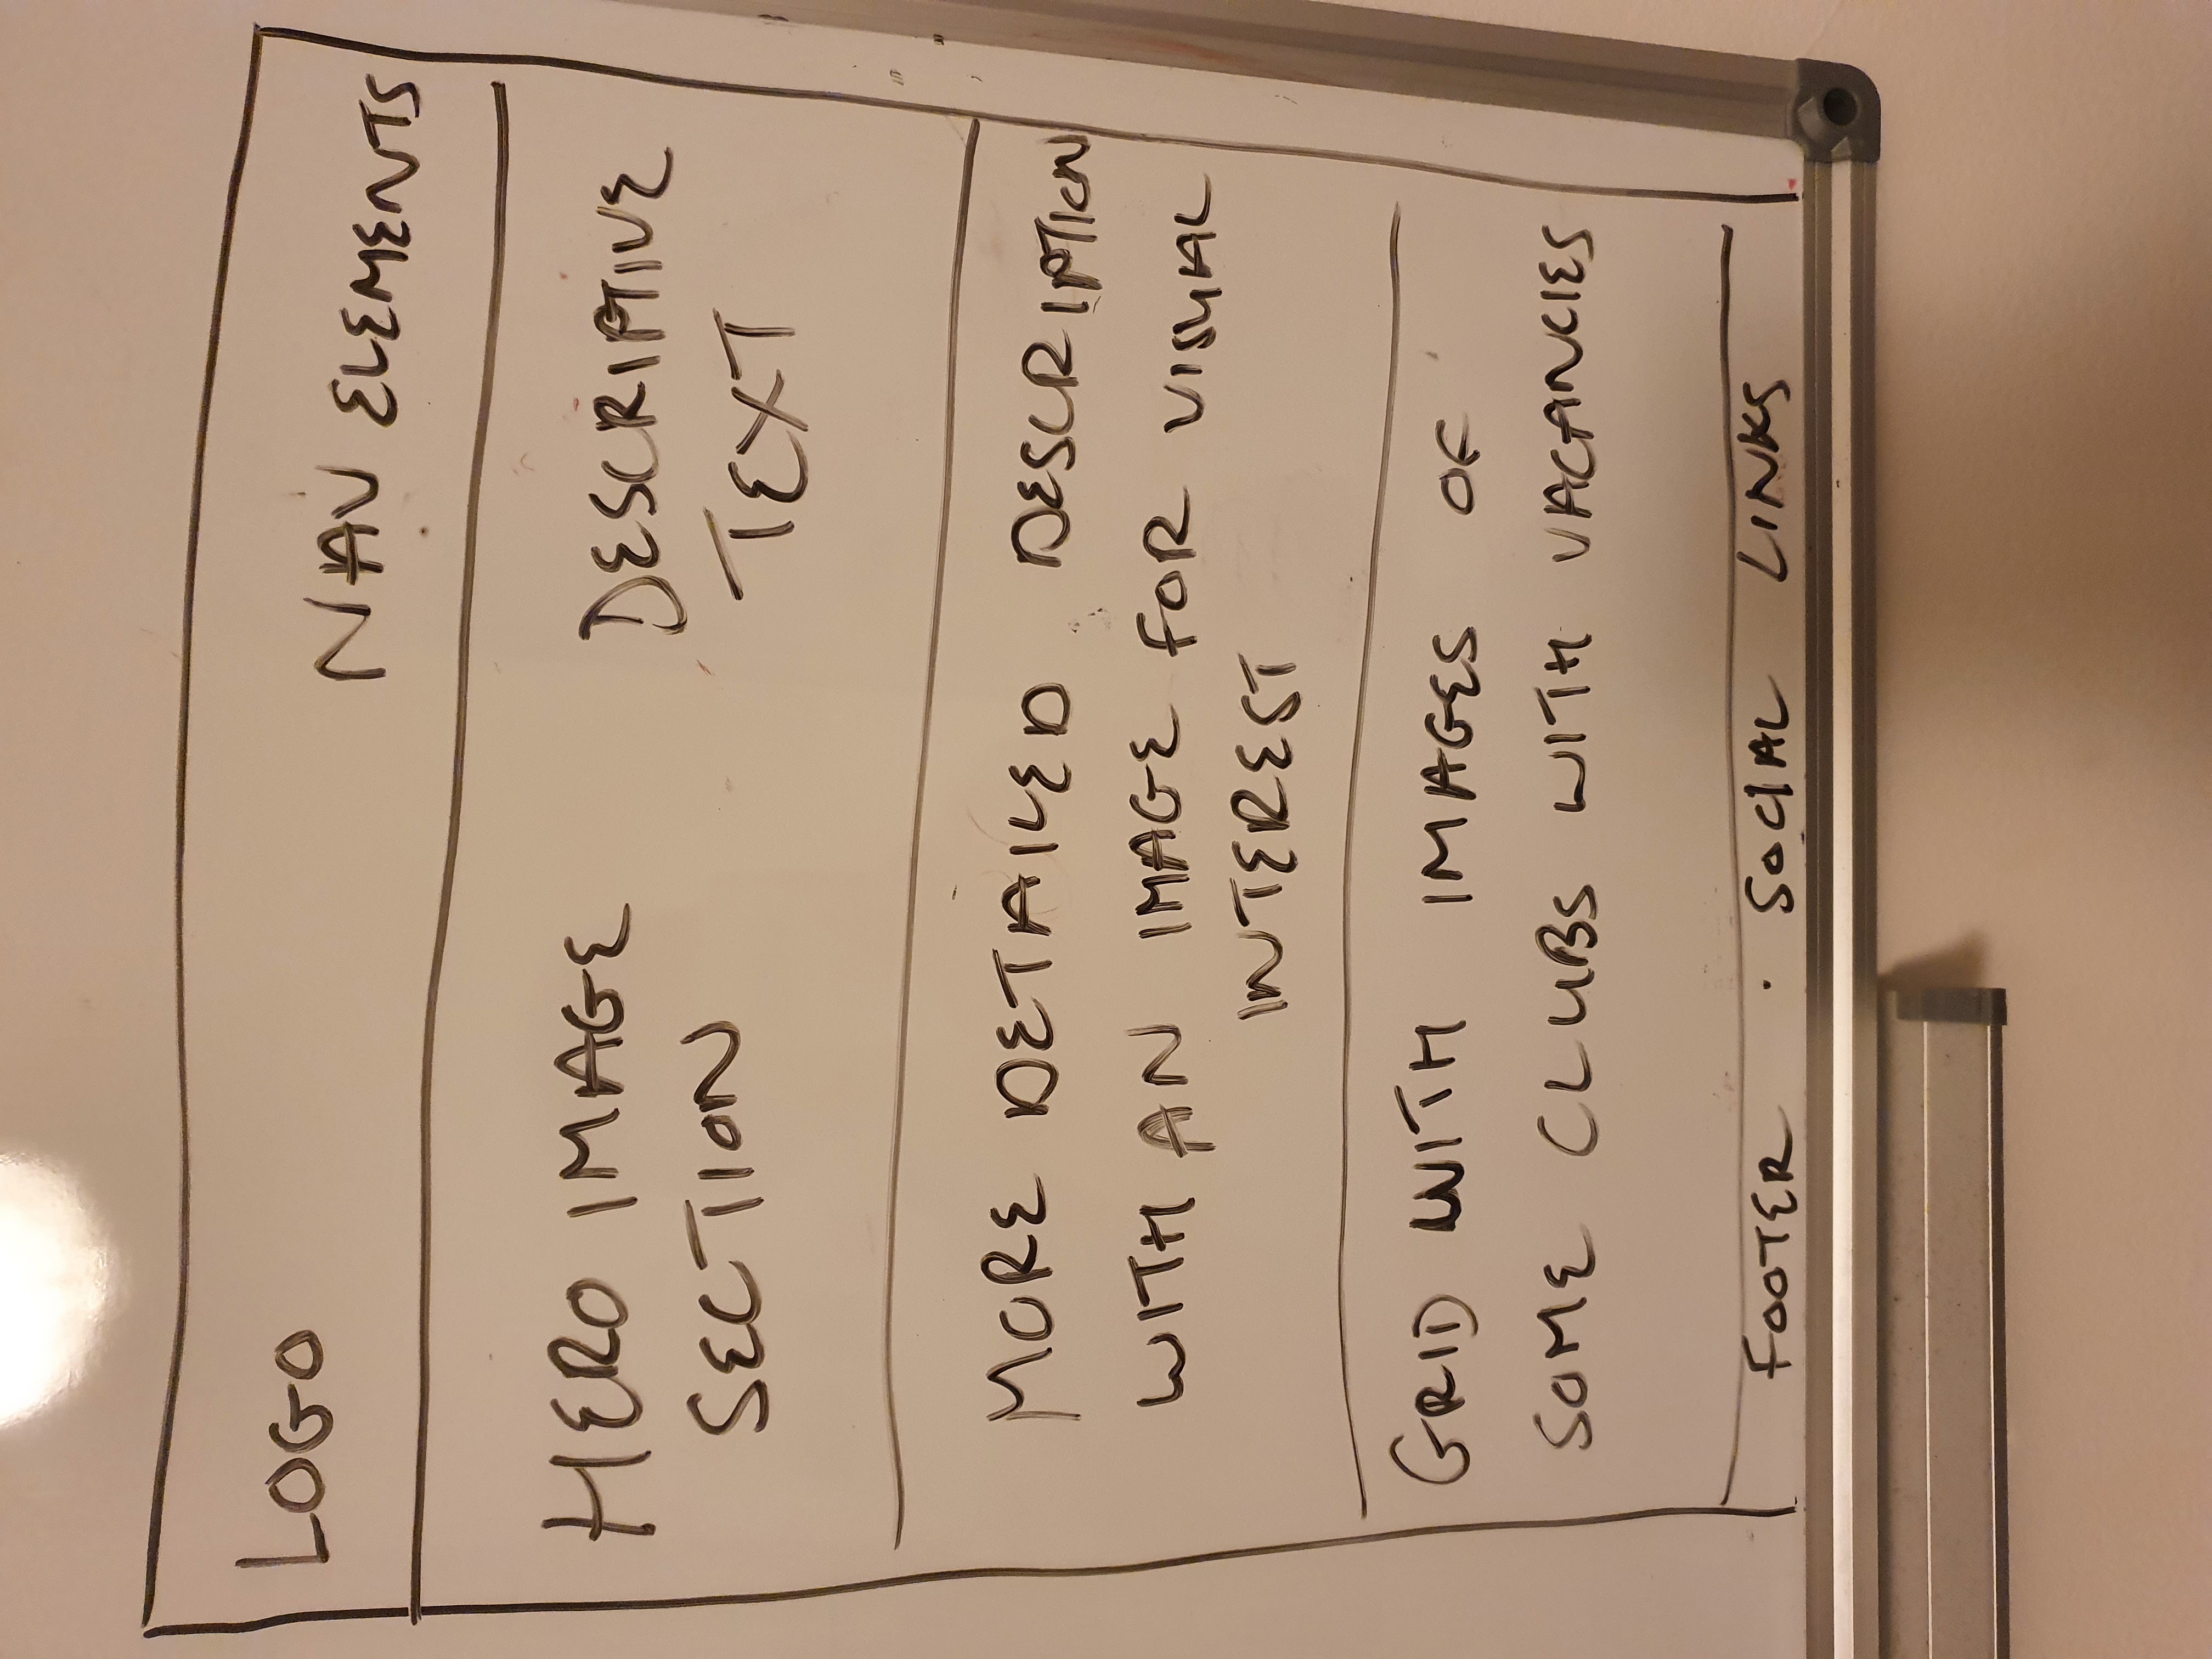 LOGO
NAV ELEMENTS
HERO IMAGE
SECTION
DESCRIPTIVE
TEXT
MORE DETAILED DESCRIPTION
WITH AN IMAGE FOR VISUAL
INTEREST
GRID WITH IMAGES OF
SOME CLUBS WITH VACANCIES
FOOTER · SOCIAL LINKS